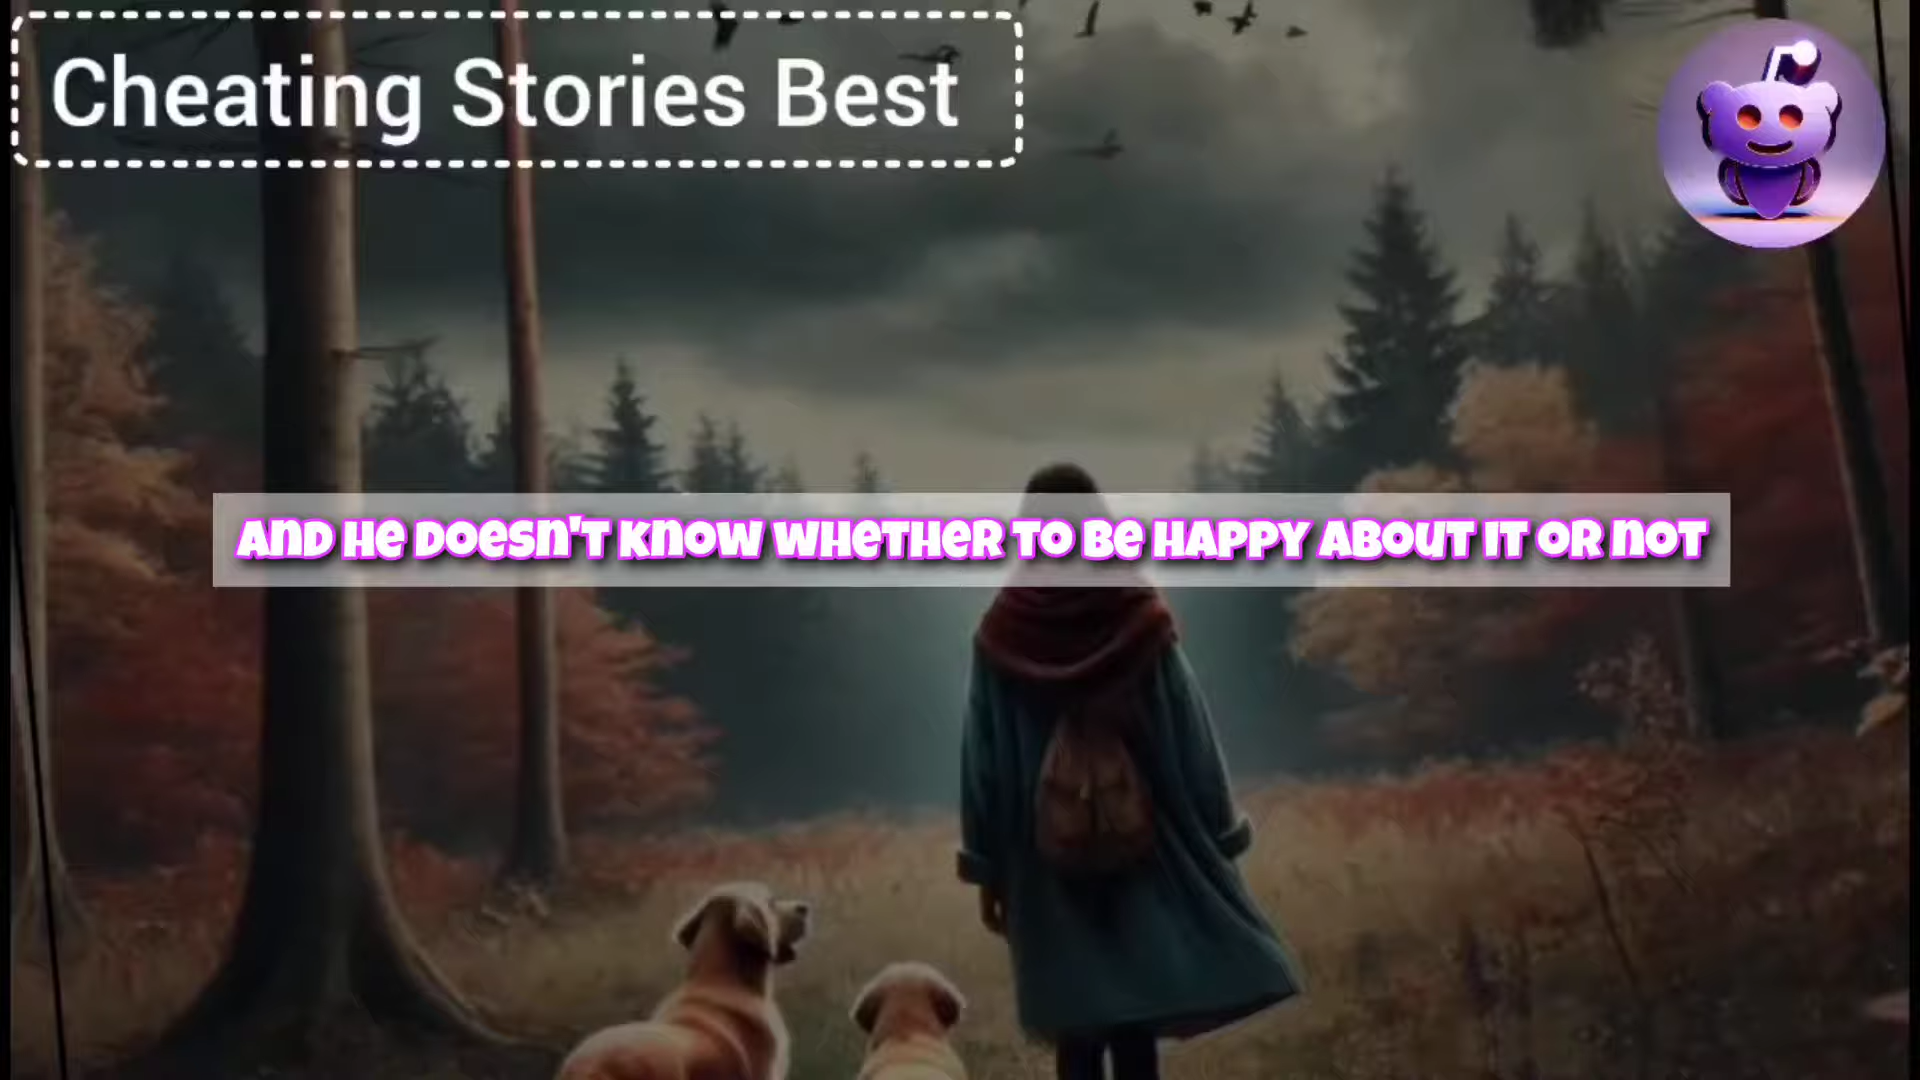 Cheating Stories Best
and he doesn't know whether to be happy about it or not